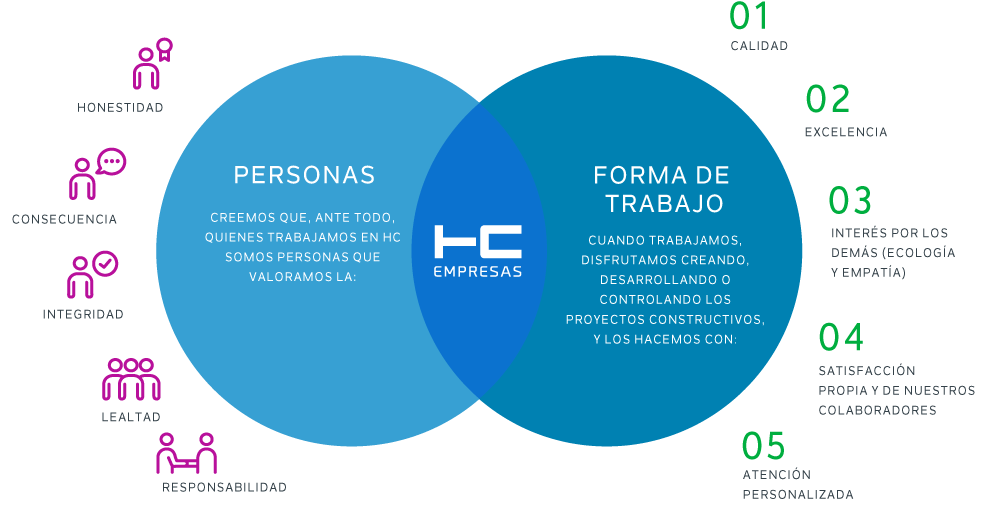 HONESTIDAD
CONSECUENCIA
INTEGRIDAD
LEALTAD
RESPONSABILIDAD
PERSONAS
CREEMOS QUE, ANTE TODO,
QUIENES TRABAJAMOS EN HC
SOMOS PERSONAS QUE
VALORAMOS LA:
HC
EMPRESAS
FORMA DE
TRABAJO
CUANDO TRABAJAMOS,
DISFRUTAMOS CREANDO,
DESARROLLANDO O
CONTROLANDO LOS
PROYECTOS CONSTRUCTIVOS,
Y LOS HACEMOS CON:
01
CALIDAD
02
EXCELENCIA
03
INTERÉS POR LOS
DEMÁS (ECOLOGÍA
Y EMPATÍA)
04
SATISFACCIÓN
PROPIA Y DE NUESTROS
COLABORADORES
05
ATENCIÓN
PERSONALIZADA